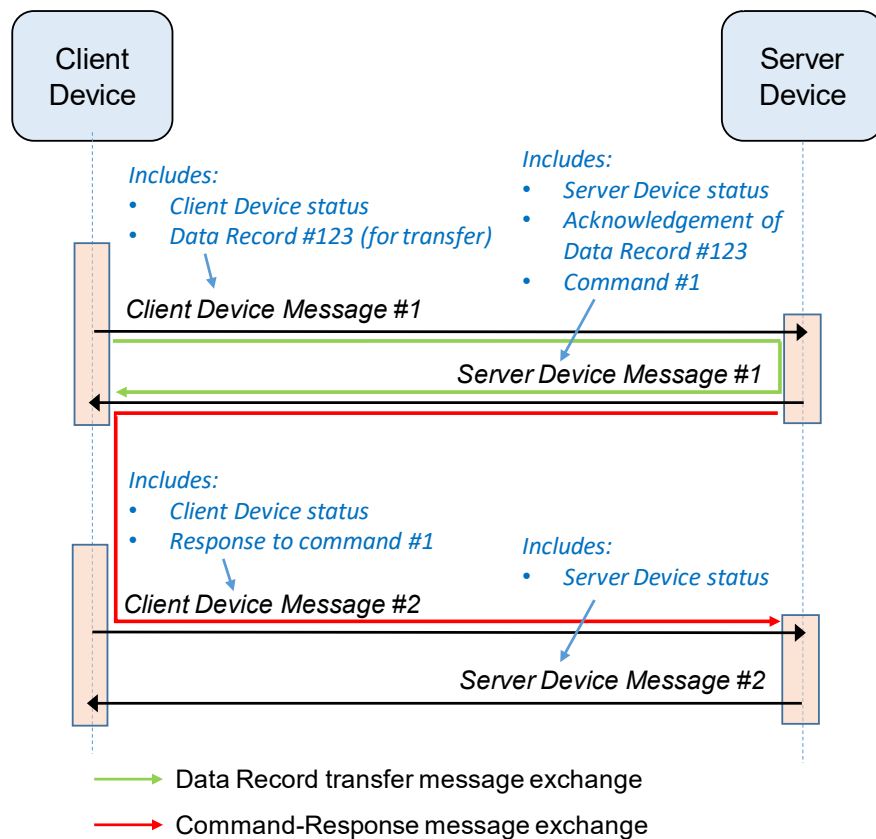 Client
Device
Server
Device
Includes:
• Client Device status
• Data Record #123 (for transfer)
Includes:
• Server Device status
• Acknowledgement of
Data Record #123
• Command #1
Client Device Message #1
Server Device Message #1
Includes:
• Client Device status
• Response to command #1
Includes:
• Server Device status
Client Device Message #2
Server Device Message #2
Data Record transfer message exchange
Command-Response message exchange